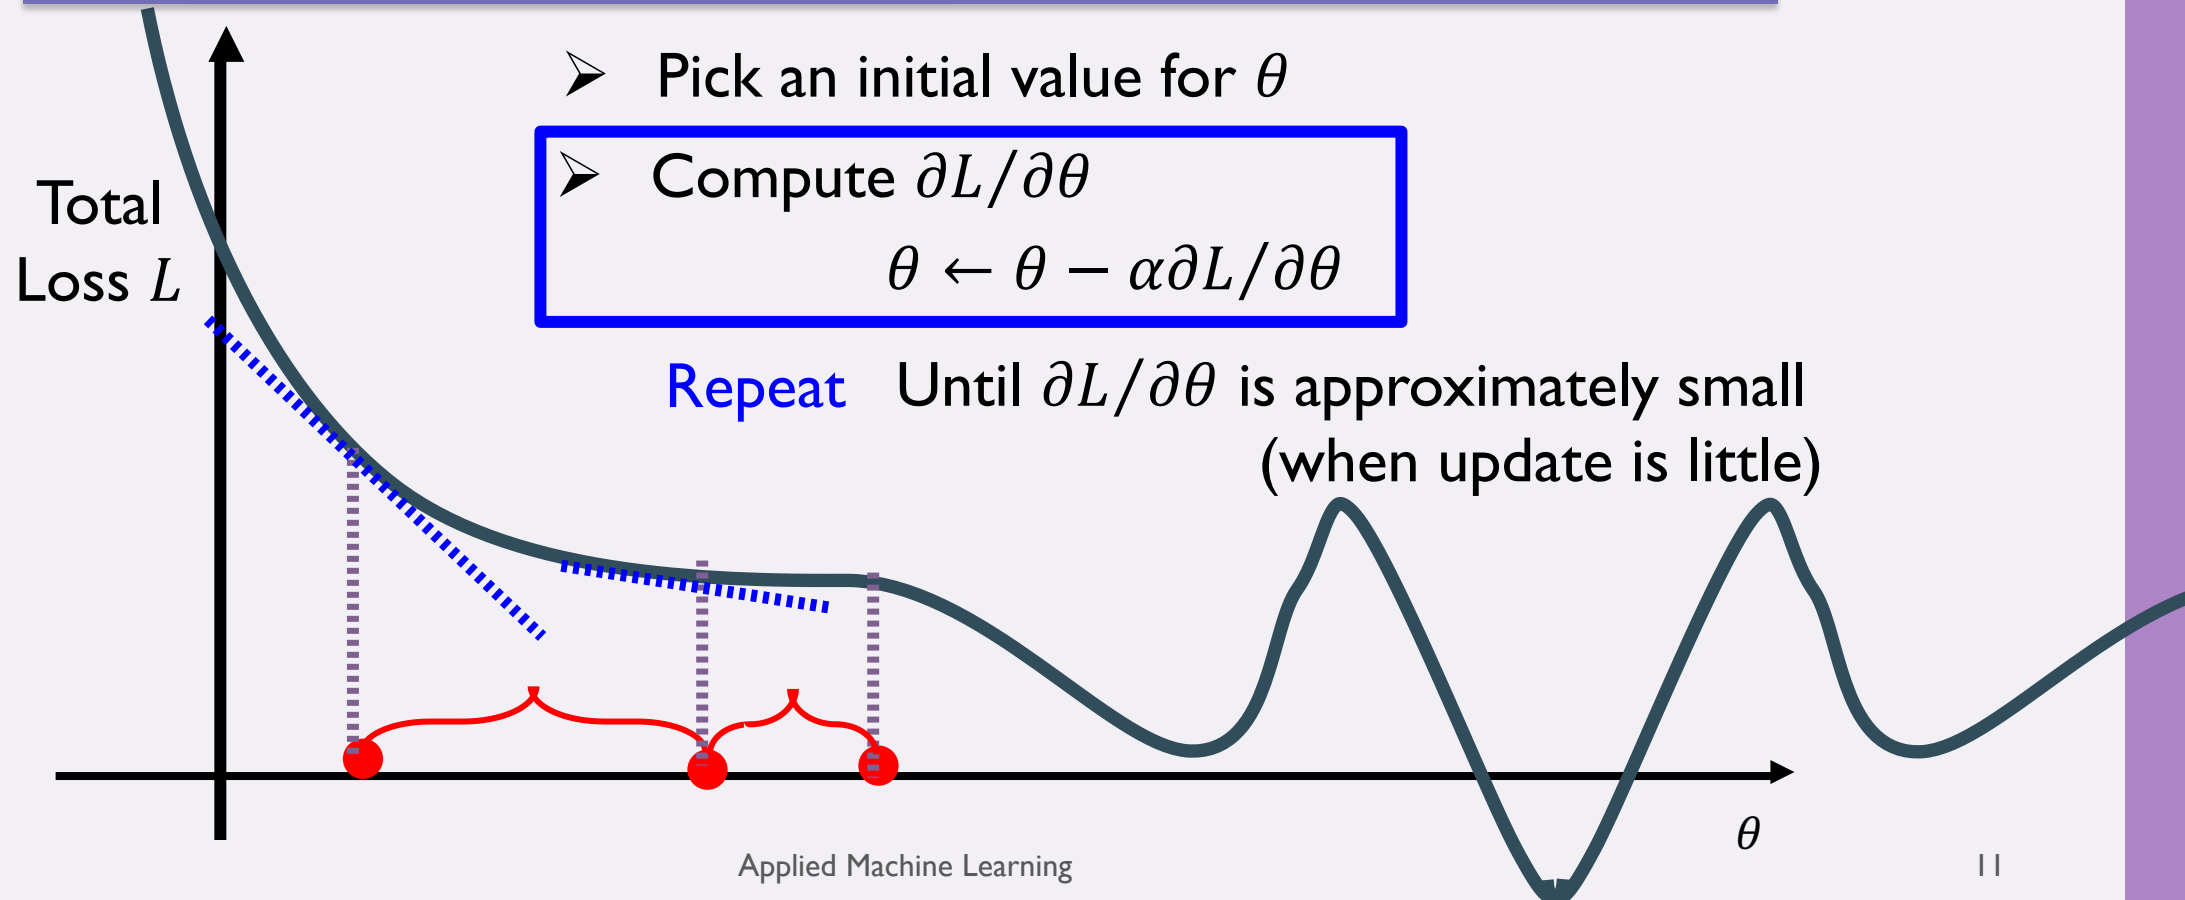 ➢ Pick an initial value for 𝜃
➢ Compute 𝜕𝐿/𝜕𝜃
𝜃 ← 𝜃 − 𝛼𝜕𝐿/𝜕𝜃
Total
Loss 𝐿
Repeat Until 𝜕𝐿/𝜕𝜃 is approximately small
(when update is little)
𝜃
Applied Machine Learning
11